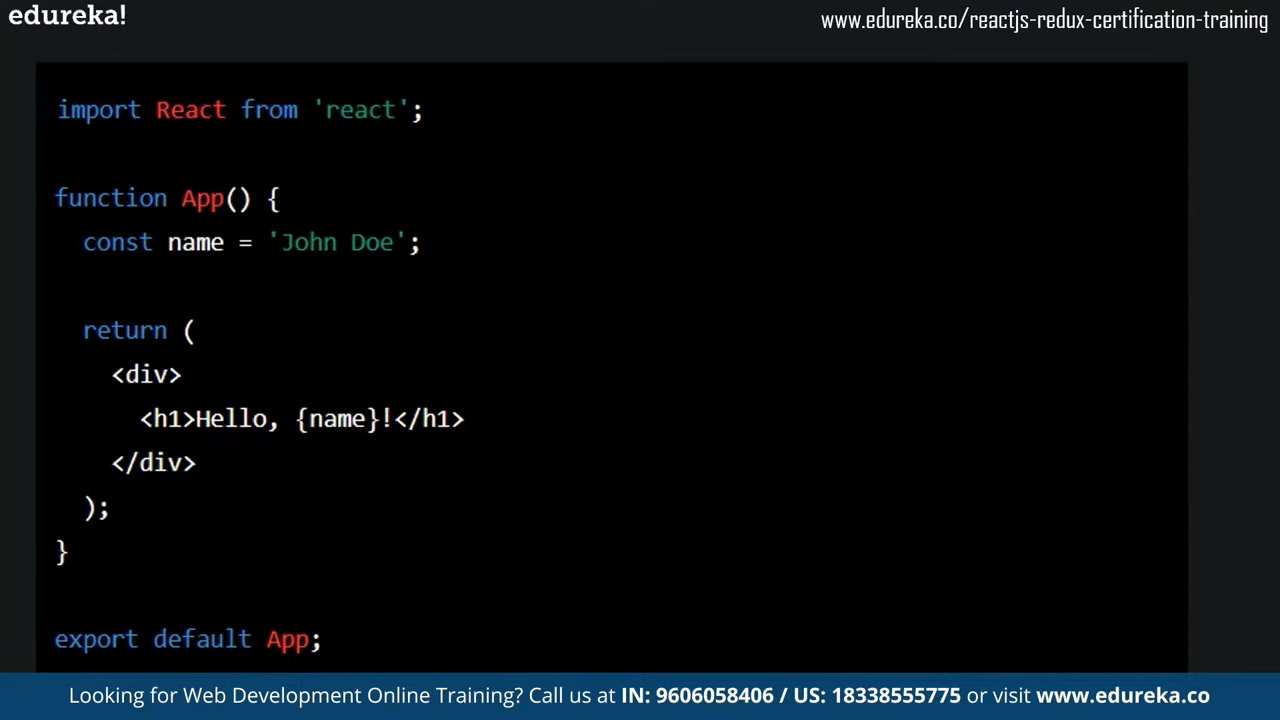 edureka!
www.edureka.co/reactjs-redux-certification-training
import React from 'react';
function App() {
  const name = 'John Doe';
  return (
    <div>
      <h1>Hello, {name}!</h1>
    </div>
  );
}
export default App;
Looking for Web Development Online Training? Call us at IN: 9606058406 / US: 18338555775 or visit www.edureka.co